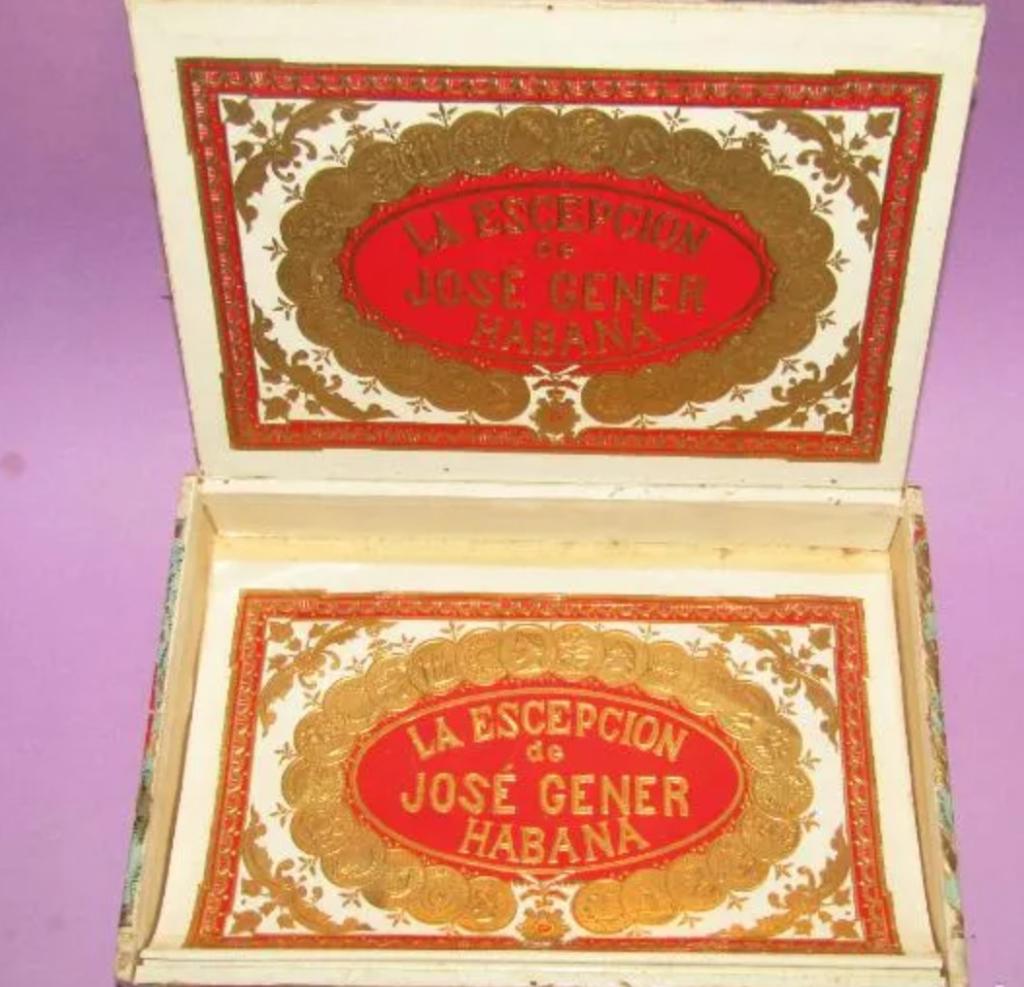 LA ESCEPCION
de
JOSÉ GENER
HABANA
LA ESCEPCION
de
JOSÉ GENER
HABANA